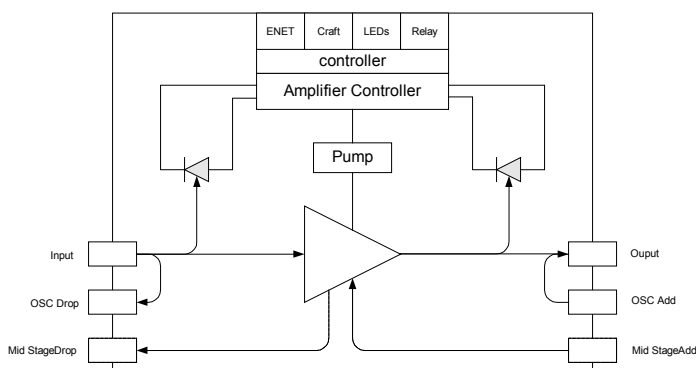 ENET Craft LEDs Relay
controller
Amplifier Controller
Pump
Input
Ouput
OSC Drop
OSC Add
Mid StageDrop
Mid StageAdd